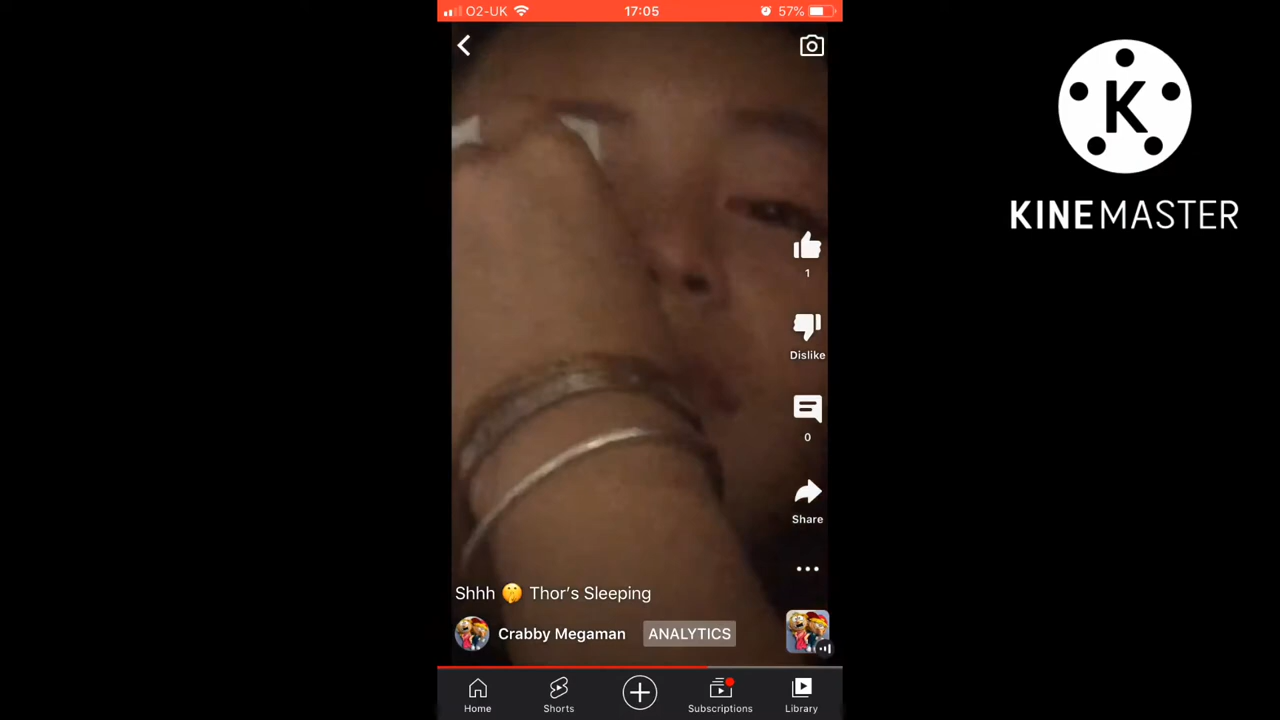 O2-UK 17:05 57%
K
KINEMASTER
1
Dislike
0
Share
Shhh 🤫 Thor’s Sleeping
Crabby Megaman ANALYTICS
Home Shorts Subscriptions Library